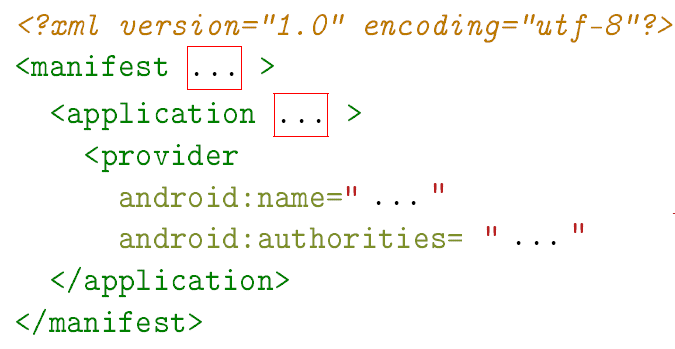 <?xml version="1.0" encoding="utf-8"?>
<manifest ... >
<application ... >
<provider
android:name=" ... "
android:authorities= " ... "
</application>
</manifest>